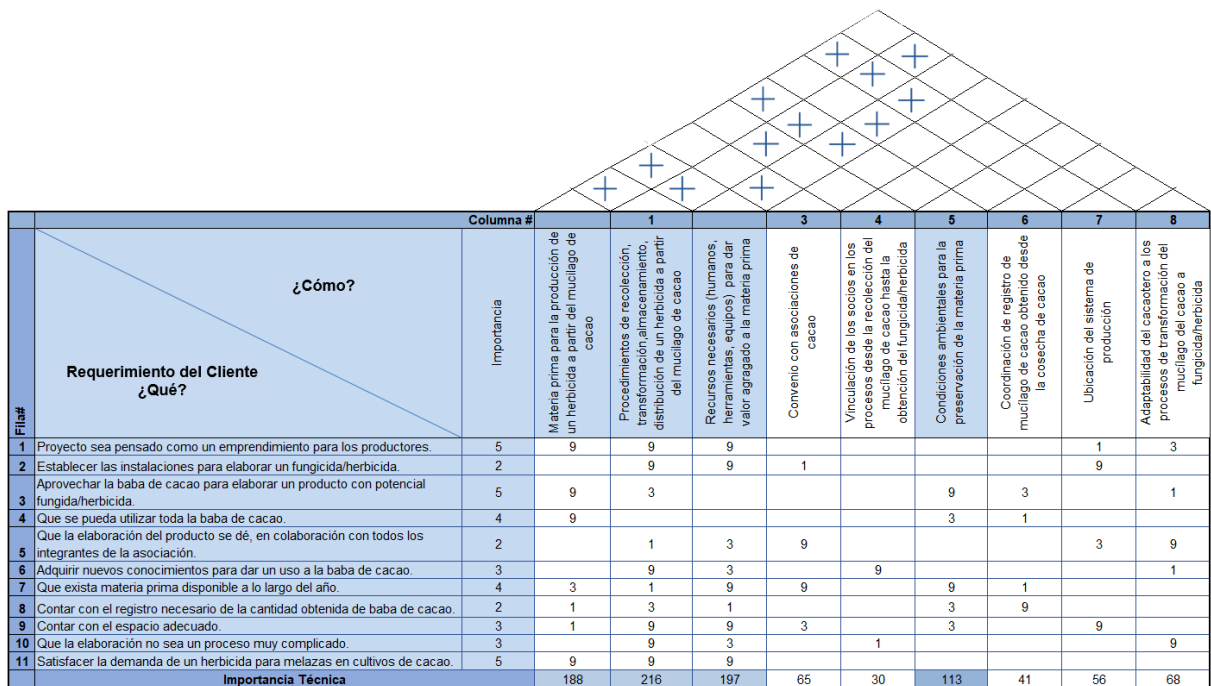 Columna # 1 3 4 5 6 7 8
Fila#
¿Cómo?
Requerimiento del Cliente
¿Qué?
Importancia
Materia prima para la producción de
un herbicida a partir del mucilago de
cacao
Procedimientos de recolección,
transformación,almacenamiento,
distribución de un herbicida a partir
del mucilago de cacao
Recursos necesarios (humanos,
herramientas, equipos) para dar
valor agragado a la materia prima
Convenio con asociaciones de
cacao
Vinculación de los socios en los
procesos desde la recolección del
mucílago de cacao hasta la
obtención del fungicida/herbicida
Condiciones ambientales para la
preservación de la materia prima
Coordinación de registro de
mucílago de cacao obtenido desde
la cosecha de cacao
Ubicación del sistema de
producción
Adaptabilidad del cacaotero a los
procesos de transformación del
mucílago del cacao a
fungicida/herbicida
1 Proyecto sea pensado como un emprendimiento para los productores. 5 9 9 9 1 3
2 Establecer las instalaciones para elaborar un fungicida/herbicida. 2 9 9 1 9
Aprovechar la baba de cacao para elaborar un producto con potencial
3 fungida/herbicida. 5 9 3 9 3 1
4 Que se pueda utilizar toda la baba de cacao. 4 9 3 1
Que la elaboración del producto se dé, en colaboración con todos los
5 integrantes de la asociación. 2 1 3 9 3 9
6 Adquirir nuevos conocimientos para dar un uso a la baba de cacao. 3 9 3 9 1
7 Que exista materia prima disponible a lo largo del año. 4 3 1 9 9 9 1
8 Contar con el registro necesario de la cantidad obtenida de baba de cacao. 2 1 3 1 3 9
9 Contar con el espacio adecuado. 3 1 9 9 3 3 9
10 Que la elaboración no sea un proceso muy complicado. 3 9 3 1 9
11 Satisfacer la demanda de un herbicida para melazas en cultivos de cacao. 5 9 9 9
Importancia Técnica 188 216 197 65 30 113 41 56 68